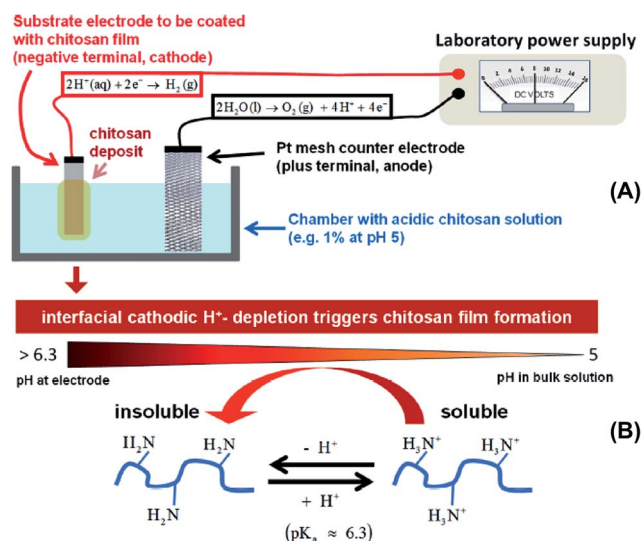 Substrate electrode to be coated
with chitosan film
(negative terminal, cathode)
Laboratory power supply
2H⁺(aq) + 2e⁻ → H₂(g)
2H₂O(l) → O₂(g) + 4H⁺ + 4e⁻
DC VOLTS
chitosan
deposit
Pt mesh counter electrode
(plus terminal, anode)
(A)
Chamber with acidic chitosan solution
(e.g. 1% at pH 5)
interfacial cathodic H⁺- depletion triggers chitosan film formation
> 6.3
5
pH at electrode
pH in bulk solution
insoluble
soluble
(B)
H₂N
H₂N
H₂N
- H⁺
+ H⁺
(pKₐ ≈ 6.3)
H₃N⁺
H₃N⁺
H₃N⁺